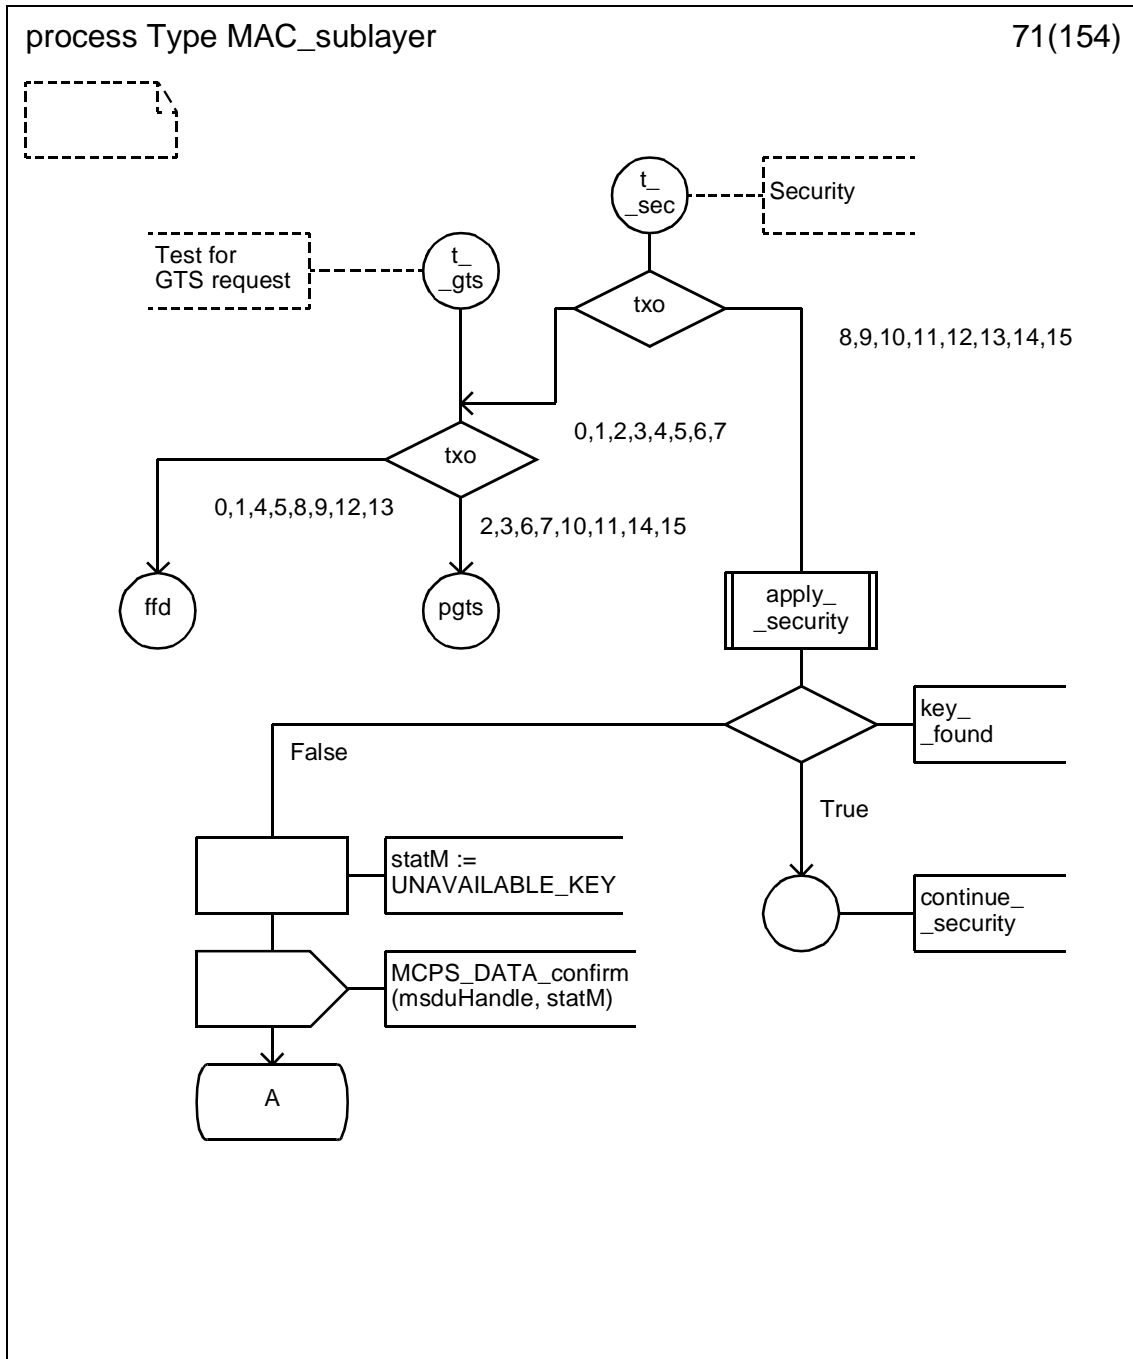 process Type MAC_sublayer
71(154)
t_
_sec
Security
Test for
GTS request
t_
_gts
txo
8,9,10,11,12,13,14,15
0,1,2,3,4,5,6,7
txo
0,1,4,5,8,9,12,13
2,3,6,7,10,11,14,15
ffd
pgts
apply_
_security
key_
_found
False
True
statM :=
UNAVAILABLE_KEY
continue_
_security
MCPS_DATA_confirm
(msduHandle, statM)
A